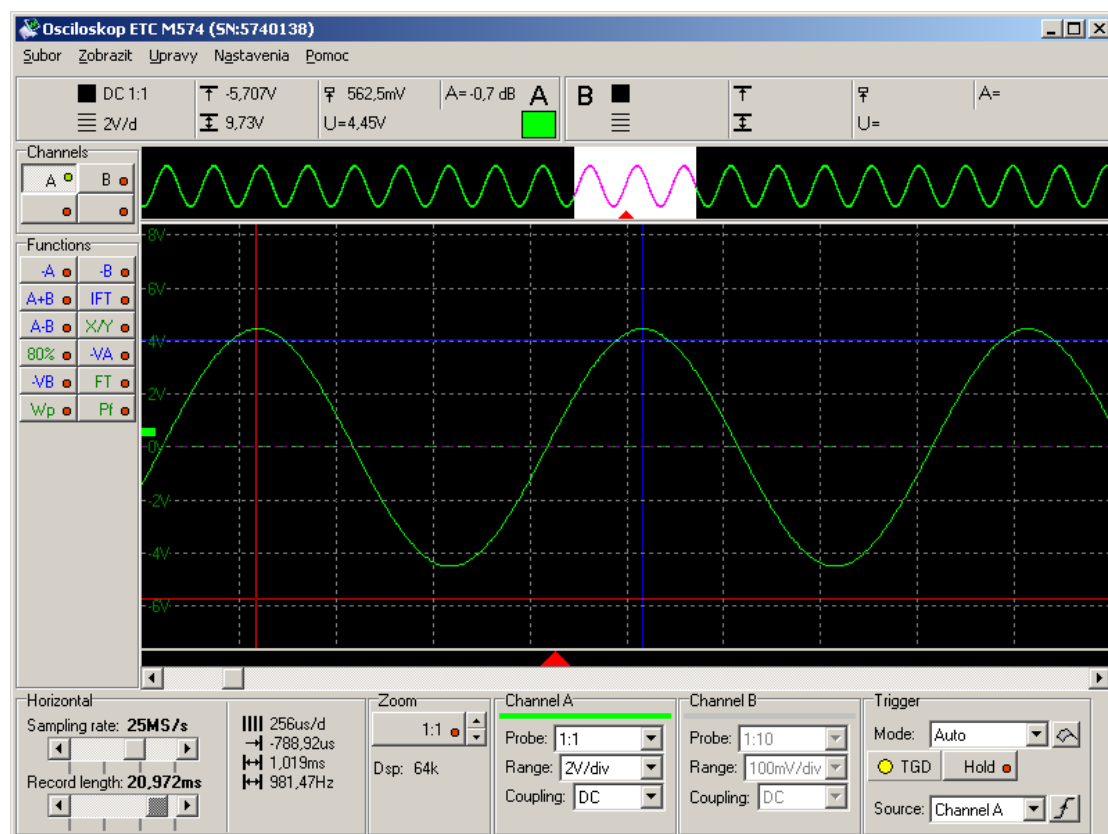 Osciloskop ETC M574 (SN:5740138)
Subor Zobrazit Upravy Nastavenia Pomoc
DC 1:1 -5,707V 562,5mV A= -0,7 dB A B A=
2V/d 9,73V U=4,45V U=
Channels
A B
Functions
-A -B
A+B IFT
A-B X/Y
80% -VA
-VB FT
Wp Pf
8V
6V
4V
2V
0V
-2V
-4V
-6V
Horizontal
Sampling rate: 25MS/s
Record length: 20,972ms
256us/d
-788,92us
1,019ms
981,47Hz
Zoom
1:1
Dsp: 64k
Channel A
Probe: 1:1
Range: 2V/div
Coupling: DC
Channel B
Probe: 1:10
Range: 100mV/div
Coupling: DC
Trigger
Mode: Auto
TGD Hold
Source: Channel A